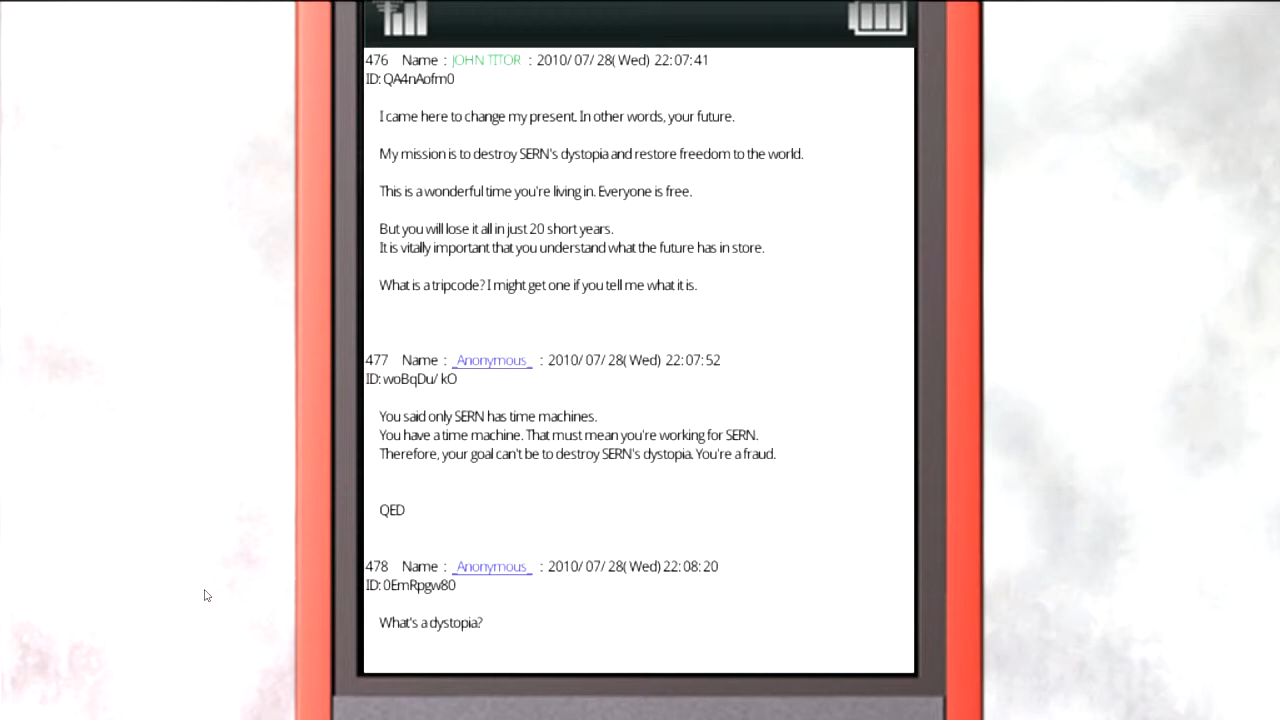 476 Name : JOHN TITOR : 2010/07/28(Wed) 22:07:41
ID: QA4nAofm0
I came here to change my present. In other words, your future.
My mission is to destroy SERN's dystopia and restore freedom to the world.
This is a wonderful time you're living in. Everyone is free.
But you will lose it all in just 20 short years.
It is vitally important that you understand what the future has in store.
What is a tripcode? I might get one if you tell me what it is.
477 Name : _Anonymous_ : 2010/07/28(Wed) 22:07:52
ID: woBqDu/kO
You said only SERN has time machines.
You have a time machine. That must mean you're working for SERN.
Therefore, your goal can't be to destroy SERN's dystopia. You're a fraud.
QED
478 Name : _Anonymous_ : 2010/07/28(Wed) 22:08:20
ID: 0EmRpgw80
What's a dystopia?